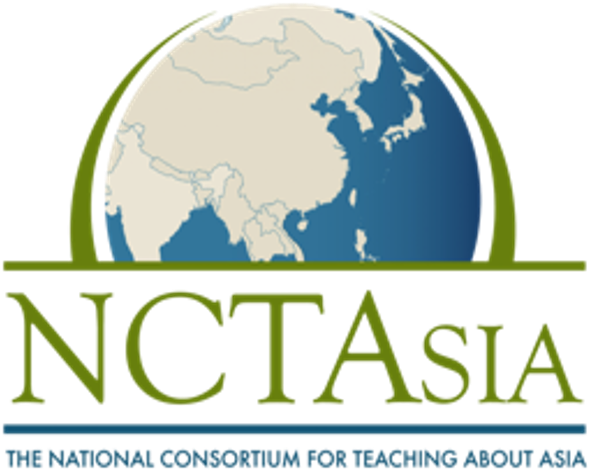 NCTASIA
THE NATIONAL CONSORTIUM FOR TEACHING ABOUT ASIA